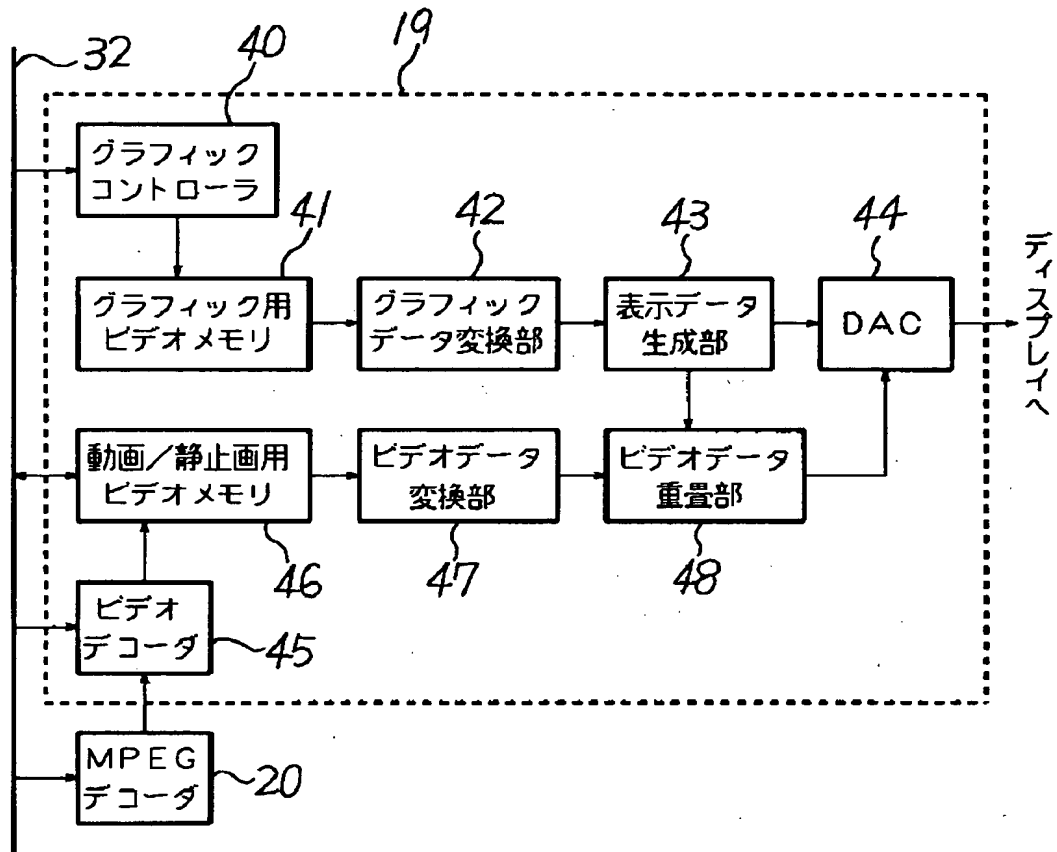 32
40
19
グラフィック
コントローラ
41
42
43
44
グラフィック用
ビデオメモリ
グラフィック
データ変換部
表示データ
生成部
DAC
ディスプレイへ
動画/静止画用
ビデオメモリ
ビデオデータ
変換部
ビデオデータ
重畳部
46
47
48
ビデオ
デコーダ
45
MPEG
デコーダ
20